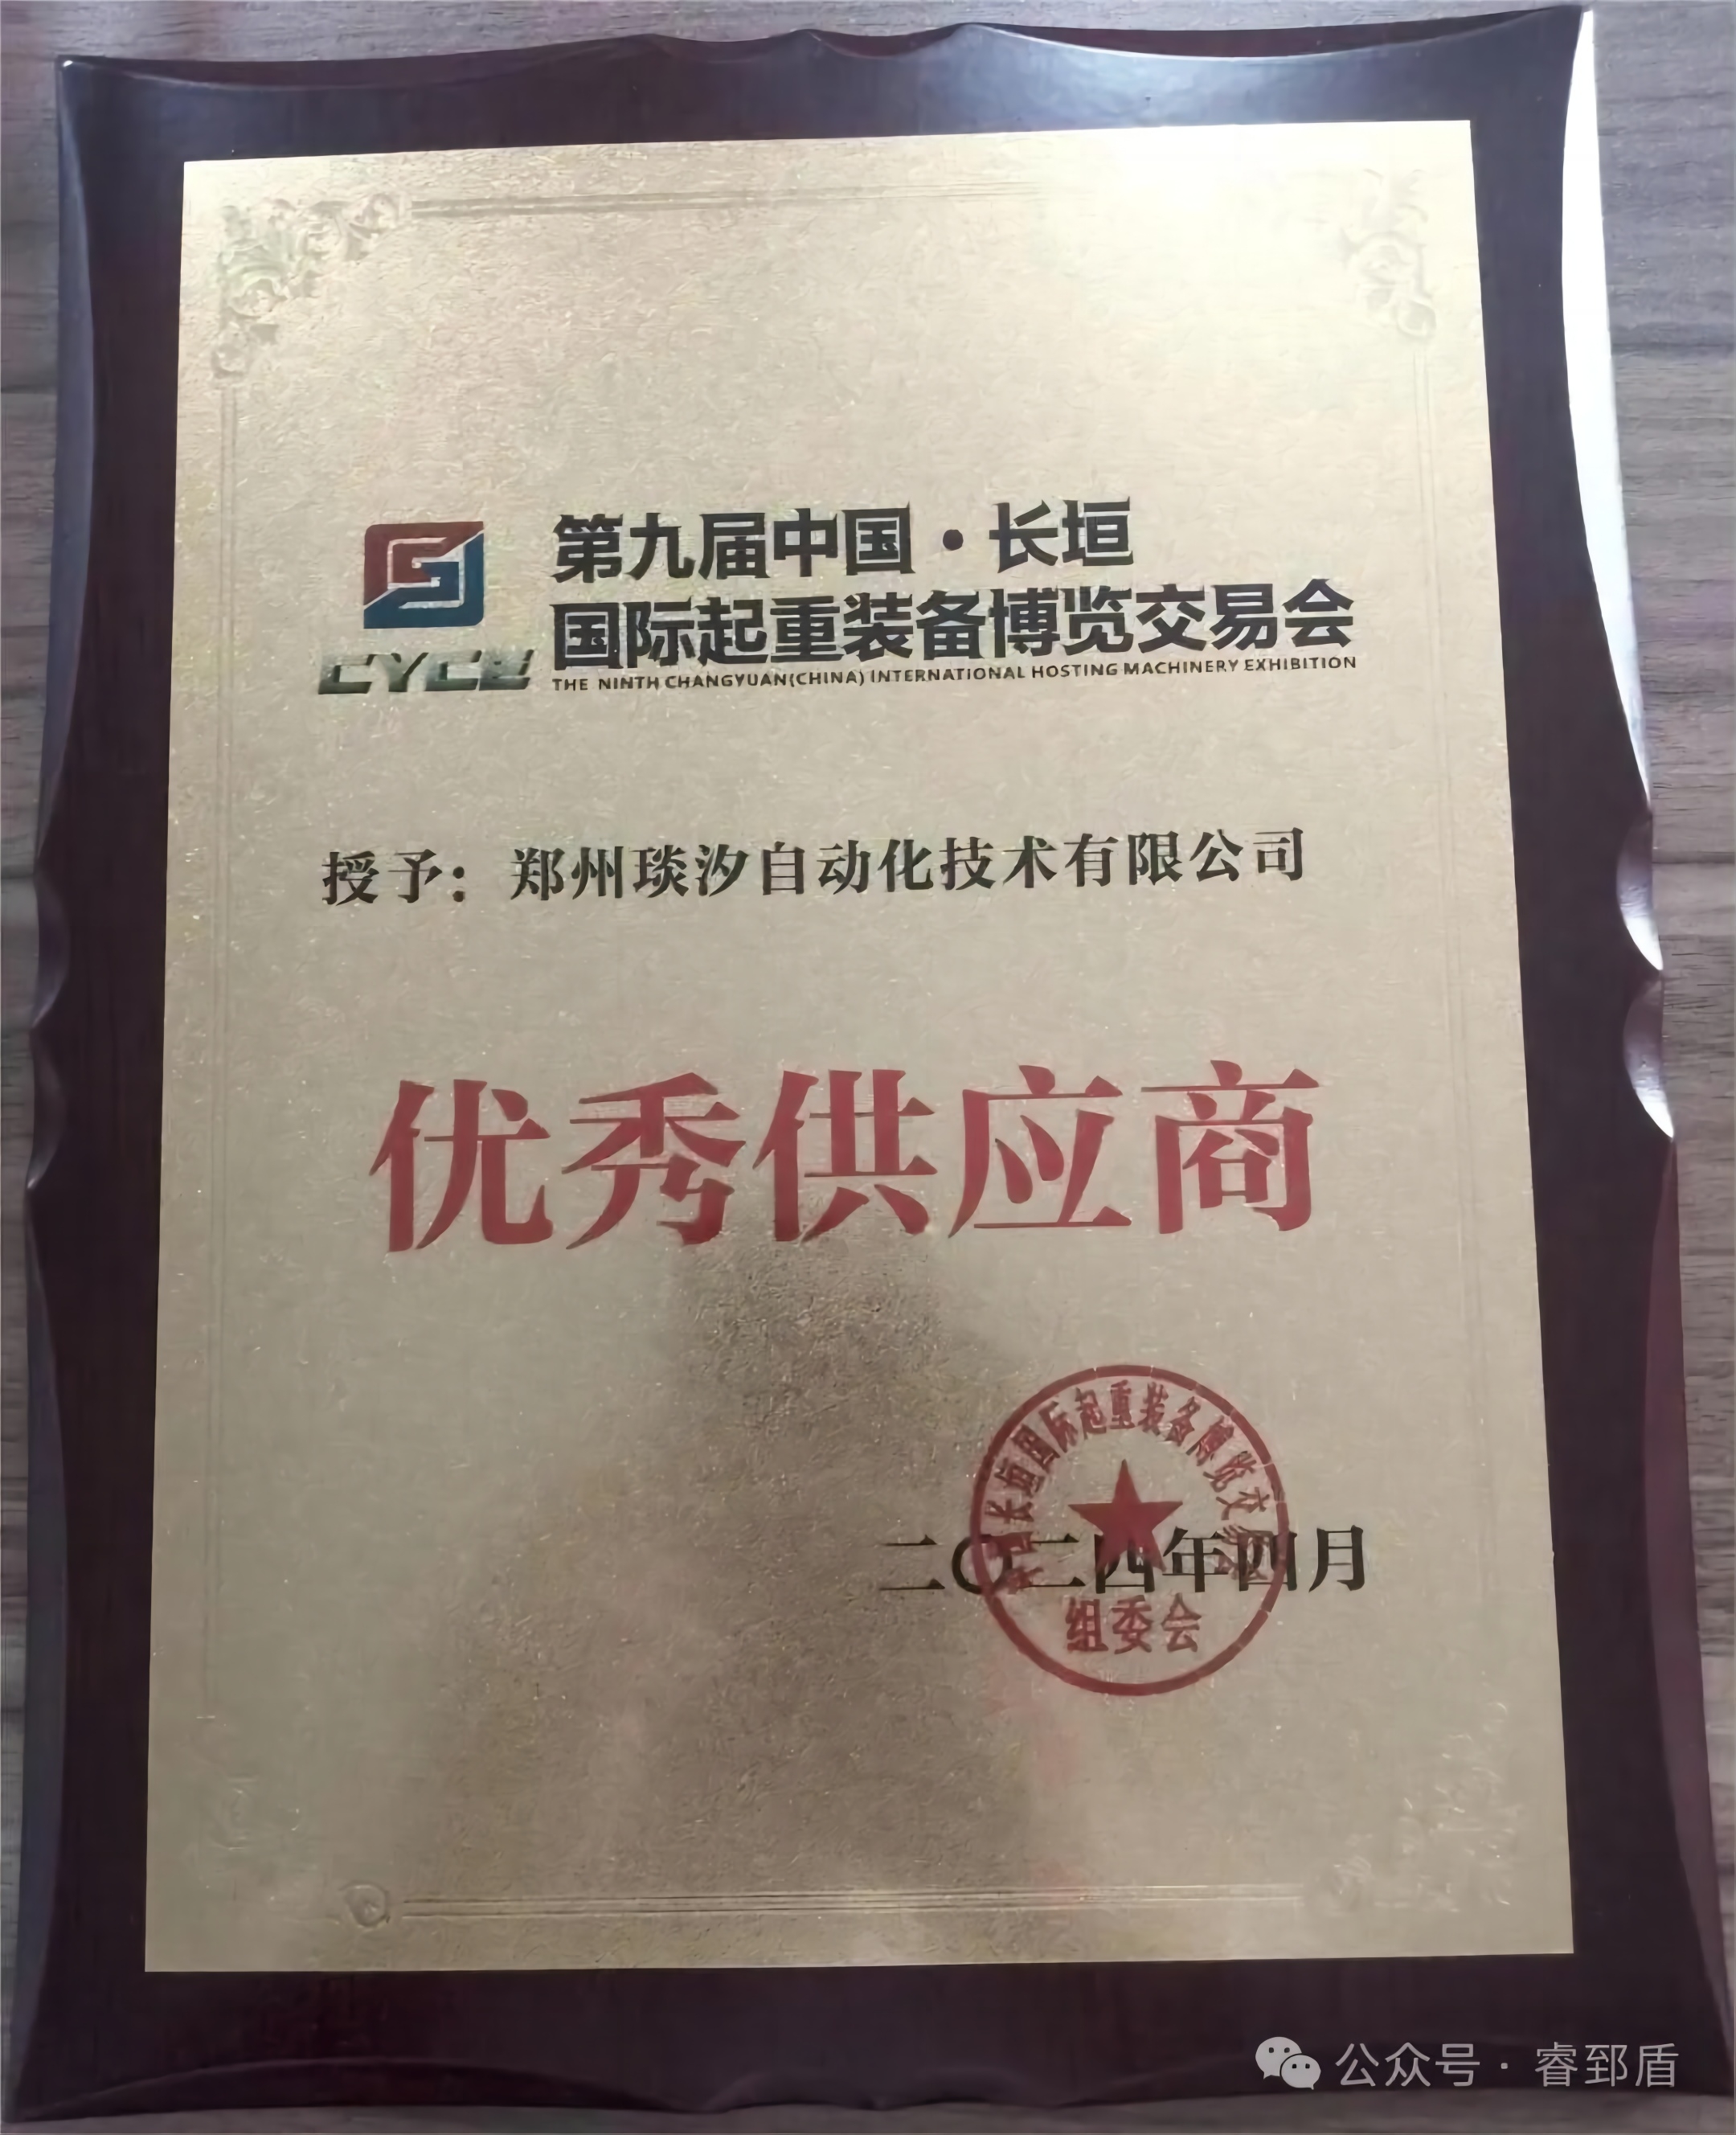 第九届中国·长垣
国际起重装备博览交易会
CYCE
THE NINTH CHANGYUAN(CHINA) INTERNATIONAL HOSTING MACHINERY EXHIBITION
授予：郑州琰汐自动化技术有限公司
优秀供应商
中国长垣国际起重装备博览交易会
二〇二四年四月
组委会
公众号·睿郅盾